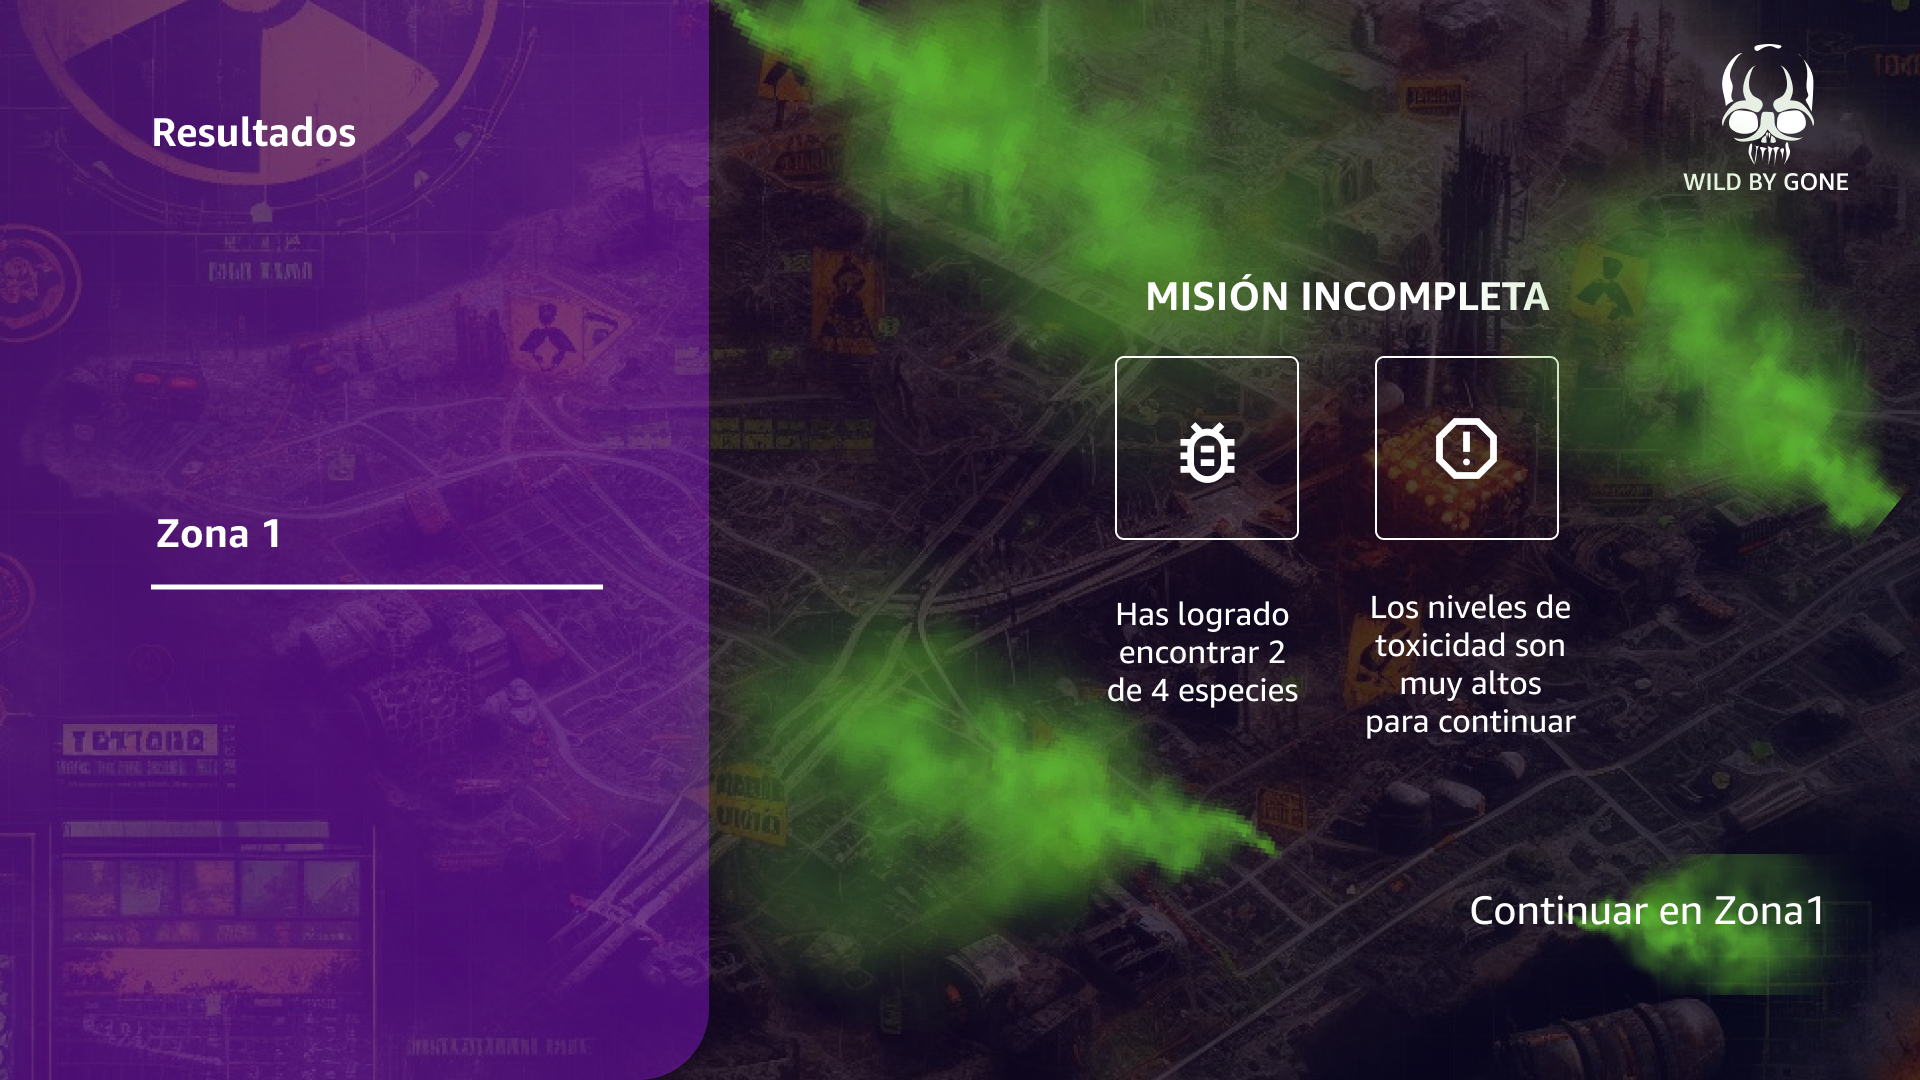 Resultados
WILD BY GONE
MISIÓN INCOMPLETA
Zona 1
Has logrado
encontrar 2
de 4 especies
Los niveles de
toxicidad son
muy altos
para continuar
Continuar en Zona1